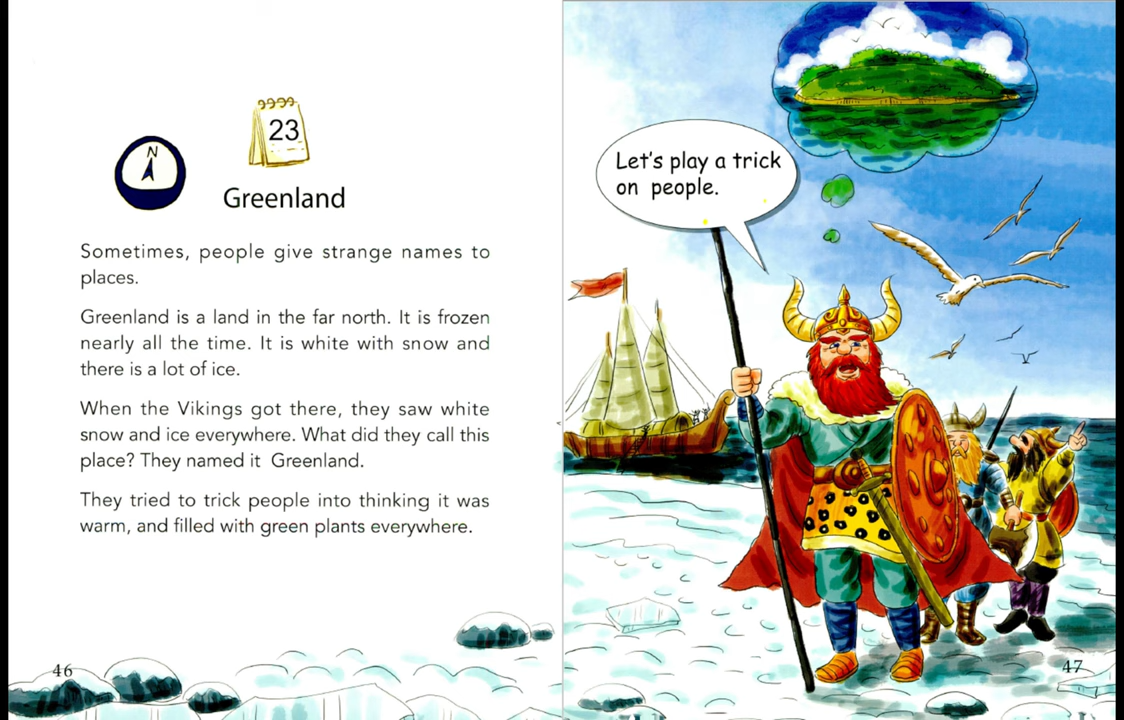 N
23
Greenland
Sometimes, people give strange names to
places.
Greenland is a land in the far north. It is frozen
nearly all the time. It is white with snow and
there is a lot of ice.
When the Vikings got there, they saw white
snow and ice everywhere. What did they call this
place? They named it Greenland.
They tried to trick people into thinking it was
warm, and filled with green plants everywhere.
46
Let's play a trick
on people.
47